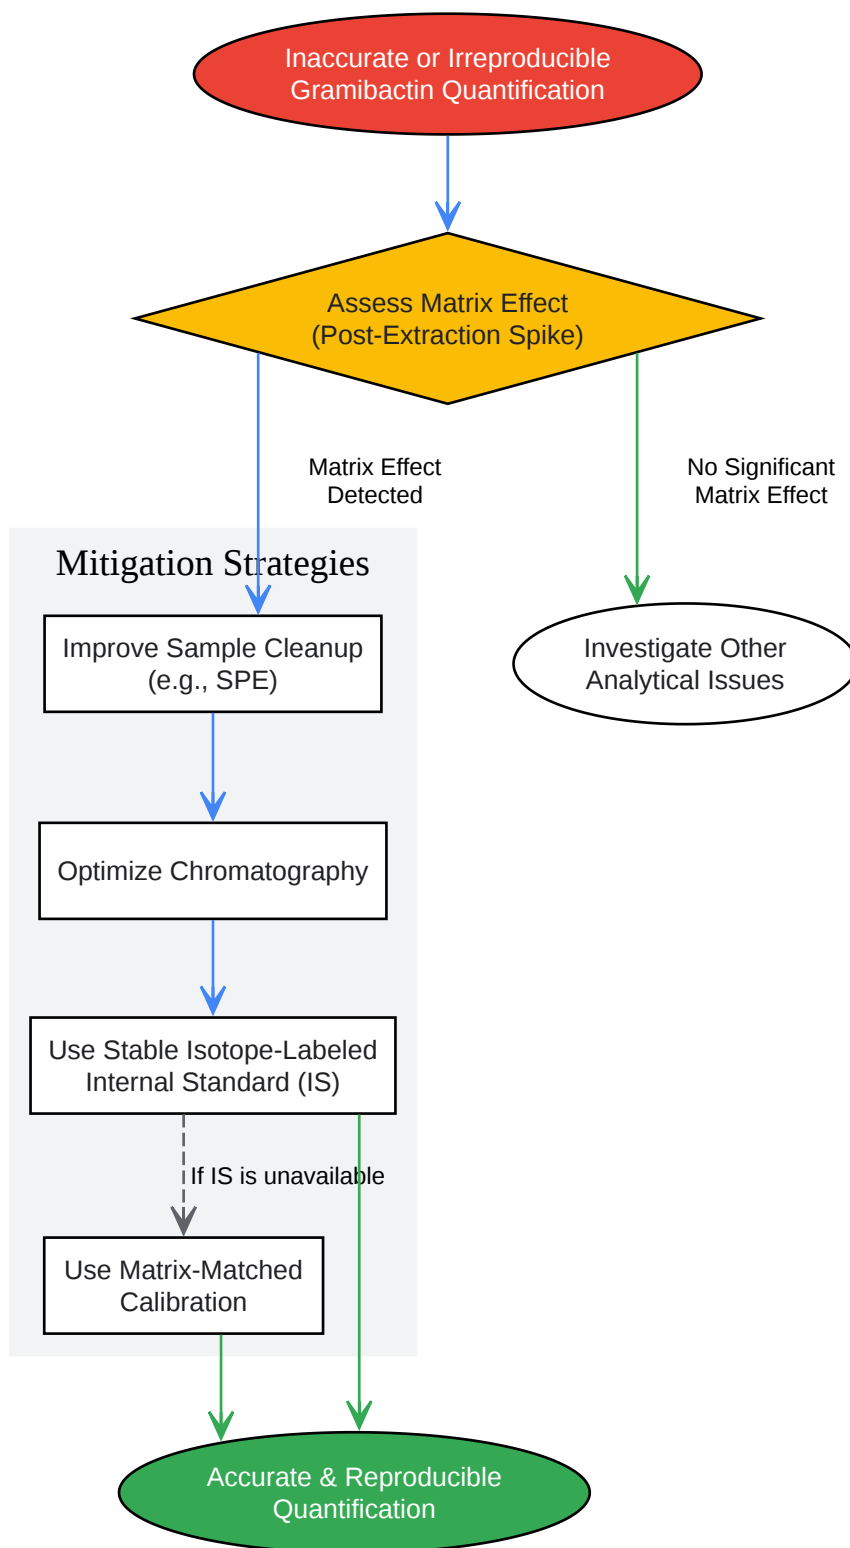 Inaccurate or Irreproducible
Gramibactin Quantification
Assess Matrix Effect
(Post-Extraction Spike)
Matrix Effect
Detected
No Significant
Matrix Effect
Mitigation Strategies
Improve Sample Cleanup
(e.g., SPE)
Investigate Other
Analytical Issues
Optimize Chromatography
Use Stable Isotope-Labeled
Internal Standard (IS)
If IS is unavailable
Use Matrix-Matched
Calibration
Accurate & Reproducible
Quantification